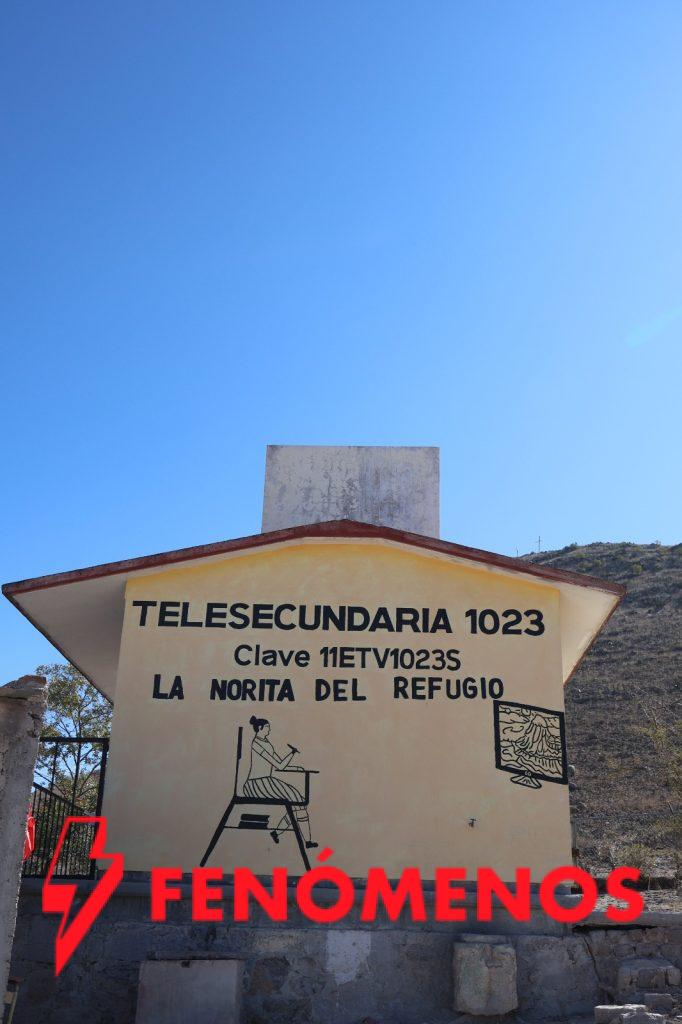 TELESECUNDARIA 1023
Clave 11ETV1023S
LA NORITA DEL REFUGIO
FENÓMENOS